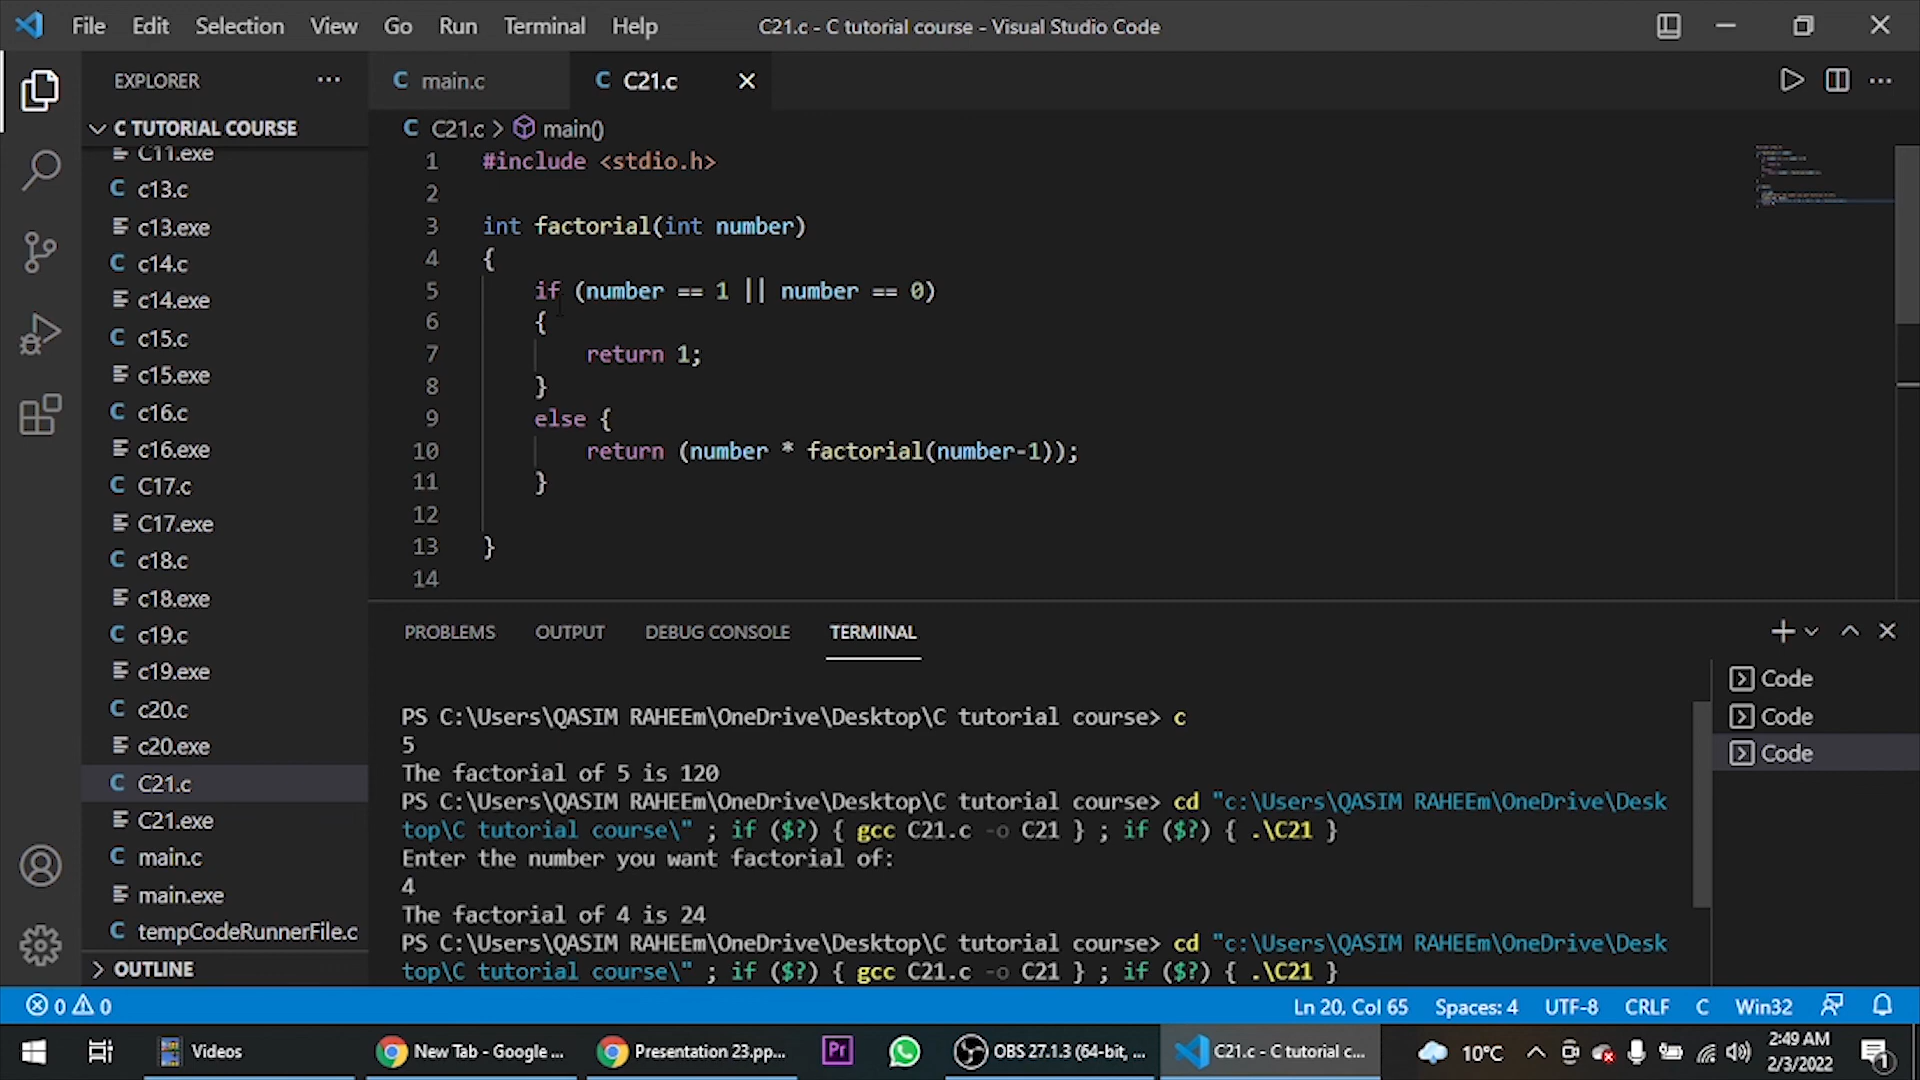 File Edit Selection View Go Run Terminal Help C21.c - C tutorial course - Visual Studio Code
EXPLORER
C TUTORIAL COURSE
C11.exe
c13.c
c13.exe
c14.c
c14.exe
c15.c
c15.exe
c16.c
c16.exe
C17.c
C17.exe
c18.c
c18.exe
c19.c
c19.exe
c20.c
c20.exe
C21.c
C21.exe
main.c
main.exe
tempCodeRunnerFile.c
OUTLINE
main.c C21.c
C21.c > main()
1 #include <stdio.h>
2
3 int factorial(int number)
4 {
5 if (number == 1 || number == 0)
6 {
7 return 1;
8 }
9 else {
10 return (number * factorial(number-1));
11 }
12
13 }
14
PROBLEMS OUTPUT DEBUG CONSOLE TERMINAL
Code
Code
Code
PS C:\Users\QASIM RAHEEm\OneDrive\Desktop\C tutorial course> c
5
The factorial of 5 is 120
PS C:\Users\QASIM RAHEEm\OneDrive\Desktop\C tutorial course> cd "c:\Users\QASIM RAHEEm\OneDrive\Desk
top\C tutorial course\" ; if ($?) { gcc C21.c -o C21 } ; if ($?) { .\C21 }
Enter the number you want factorial of:
4
The factorial of 4 is 24
PS C:\Users\QASIM RAHEEm\OneDrive\Desktop\C tutorial course> cd "c:\Users\QASIM RAHEEm\OneDrive\Desk
top\C tutorial course\" ; if ($?) { gcc C21.c -o C21 } ; if ($?) { .\C21 }
0 0 Ln 20, Col 65 Spaces: 4 UTF-8 CRLF C Win32
Videos New Tab - Google ... Presentation 23.pp... Pr OBS 27.1.3 (64-bit, ... C21.c - C tutorial c... 10°C 2:49 AM
2/3/2022 1